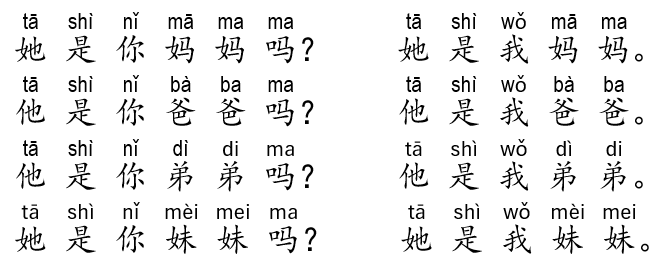 tā shì nǐ mā ma ma tā shì wǒ mā ma
她是你妈妈吗？ 她是我妈妈。
tā shì nǐ bà ba ma tā shì wǒ bà ba
他是你爸爸吗？ 他是我爸爸。
tā shì nǐ dì di ma tā shì wǒ dì di
他是你弟弟吗？ 他是我弟弟。
tā shì nǐ mèi mei ma tā shì wǒ mèi mei
她是你妹妹吗？ 她是我妹妹。